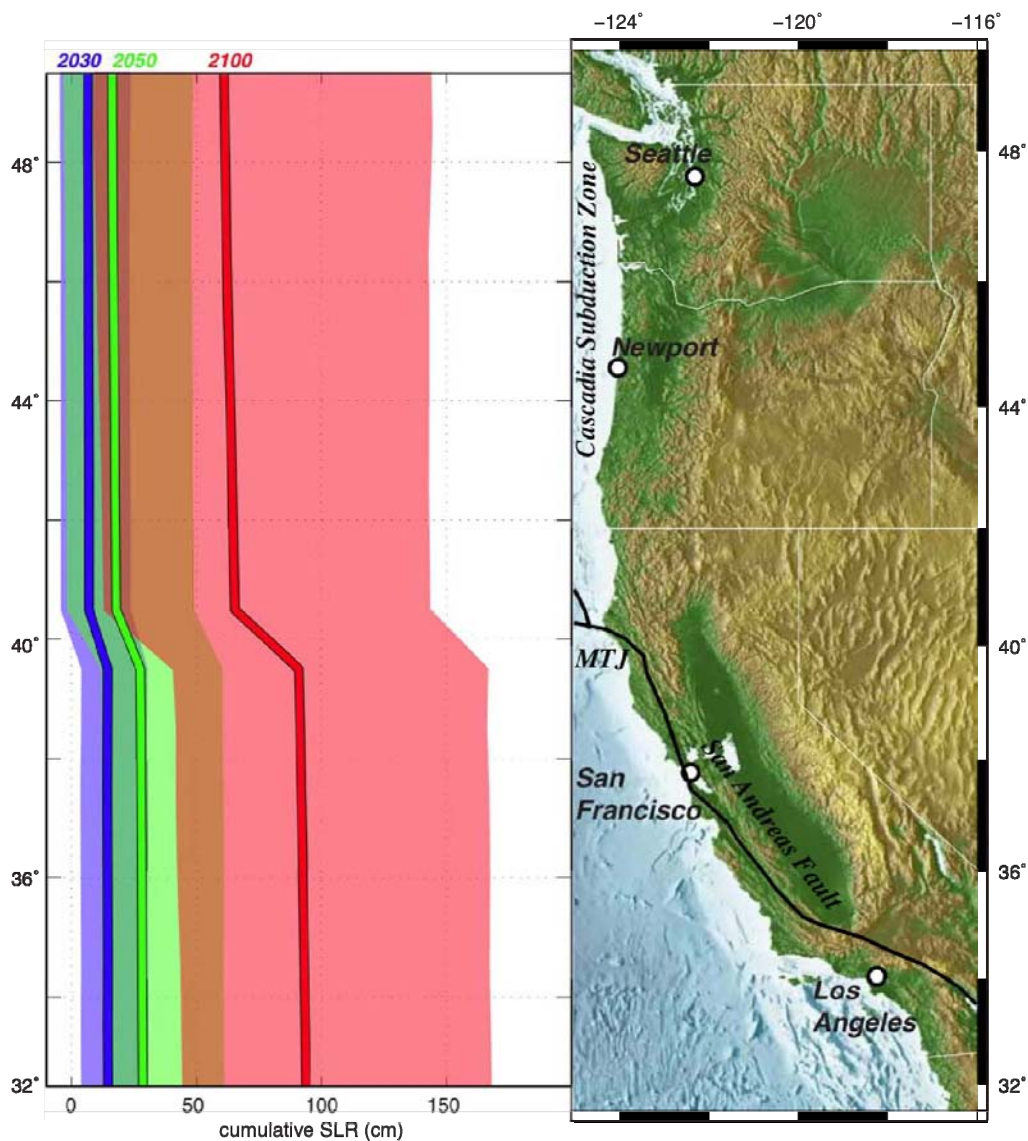 −124° −120° −116°
2030 2050 2100
48° 48°
Seattle
Cascadia Subduction Zone
Newport
44° 44°
40° 40°
MTJ
San
Francisco
San Andreas Fault
36° 36°
Los
Angeles
32° 32°
0 50 100 150
cumulative SLR (cm)